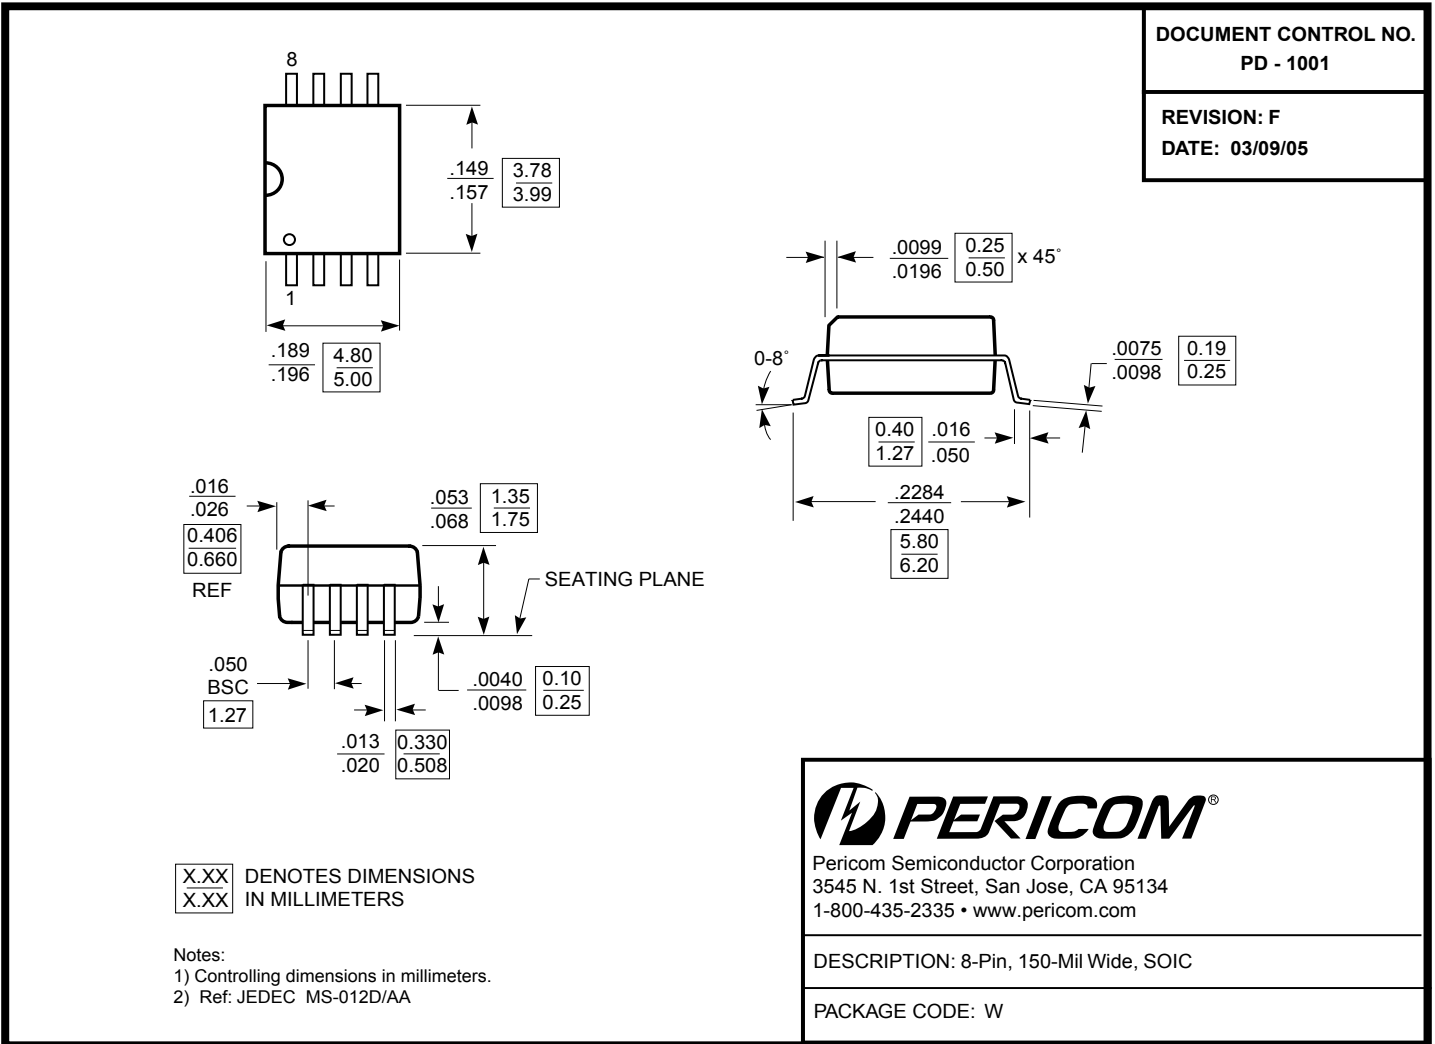 DOCUMENT CONTROL NO.
PD - 1001
REVISION: F
DATE: 03/09/05
8
.149
.157
3.78
3.99
1
.189
.196
4.80
5.00
.0099
.0196
0.25
0.50
x 45°
0-8°
.0075
.0098
0.19
0.25
0.40
1.27
.016
.050
.2284
.2440
5.80
6.20
.016
.026
0.406
0.660
REF
.053
.068
1.35
1.75
SEATING PLANE
.050
BSC
1.27
.0040
.0098
0.10
0.25
.013
.020
0.330
0.508
X.XX
X.XX
DENOTES DIMENSIONS
IN MILLIMETERS
Notes:
1) Controlling dimensions in millimeters.
2) Ref: JEDEC MS-012D/AA
PERICOM®
Pericom Semiconductor Corporation
3545 N. 1st Street, San Jose, CA 95134
1-800-435-2335 • www.pericom.com
DESCRIPTION: 8-Pin, 150-Mil Wide, SOIC
PACKAGE CODE: W